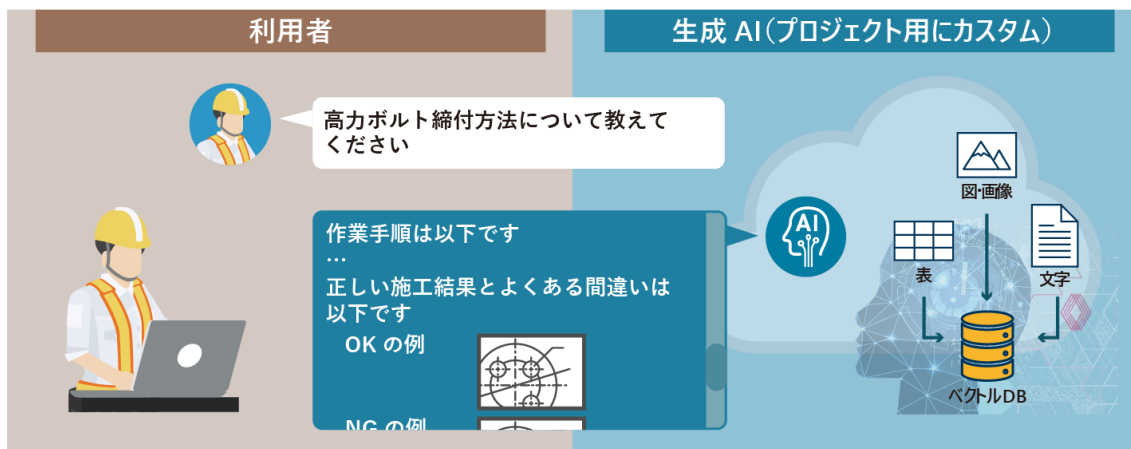 利用者
生成 AI（プロジェクト用にカスタム）
高力ボルト締付方法について教えて
ください
作業手順は以下です
…
正しい施工結果とよくある間違いは
以下です
OK の例
NG の例
AI
図・画像
表
文字
ベクトルDB